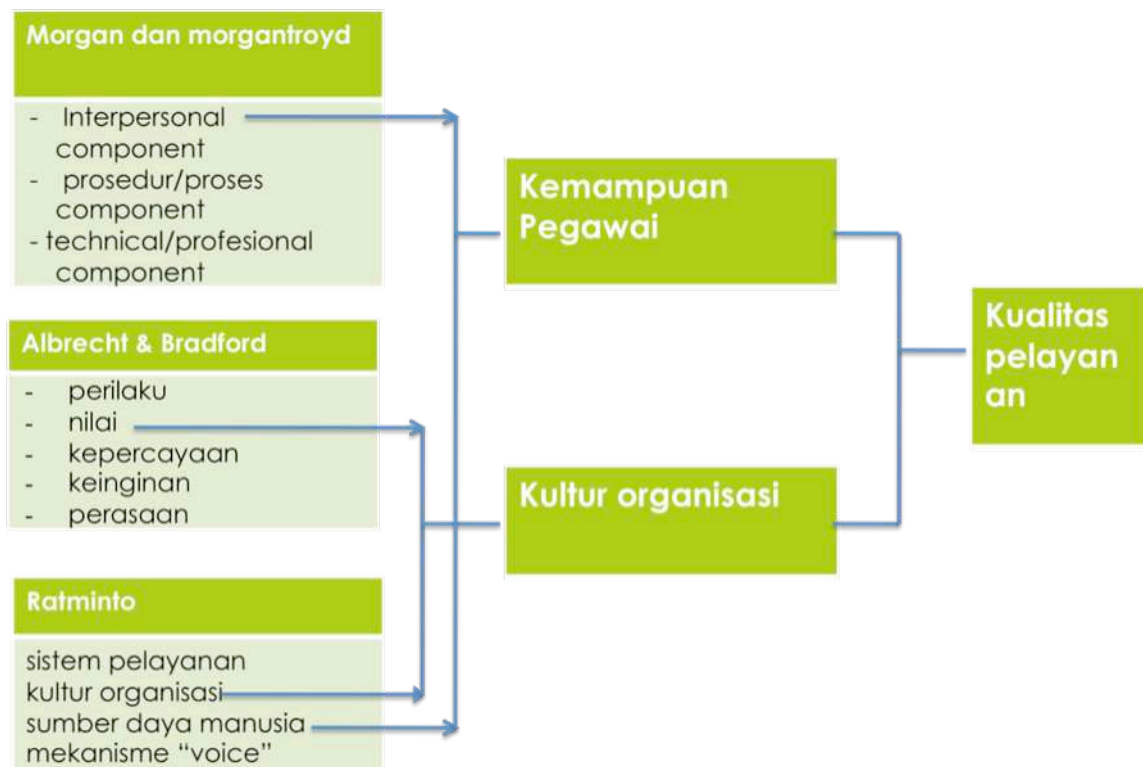 Morgan dan morgantroyd
- Interpersonal
component
- prosedur/proses
component
- technical/profesional
component
Albrecht & Bradford
- perilaku
- nilai
- kepercayaan
- keinginan
- perasaan
Ratminto
sistem pelayanan
kultur organisasi
sumber daya manusia
mekanisme “voice”
Kemampuan
Pegawai
Kultur organisasi
Kualitas
pelayan
an